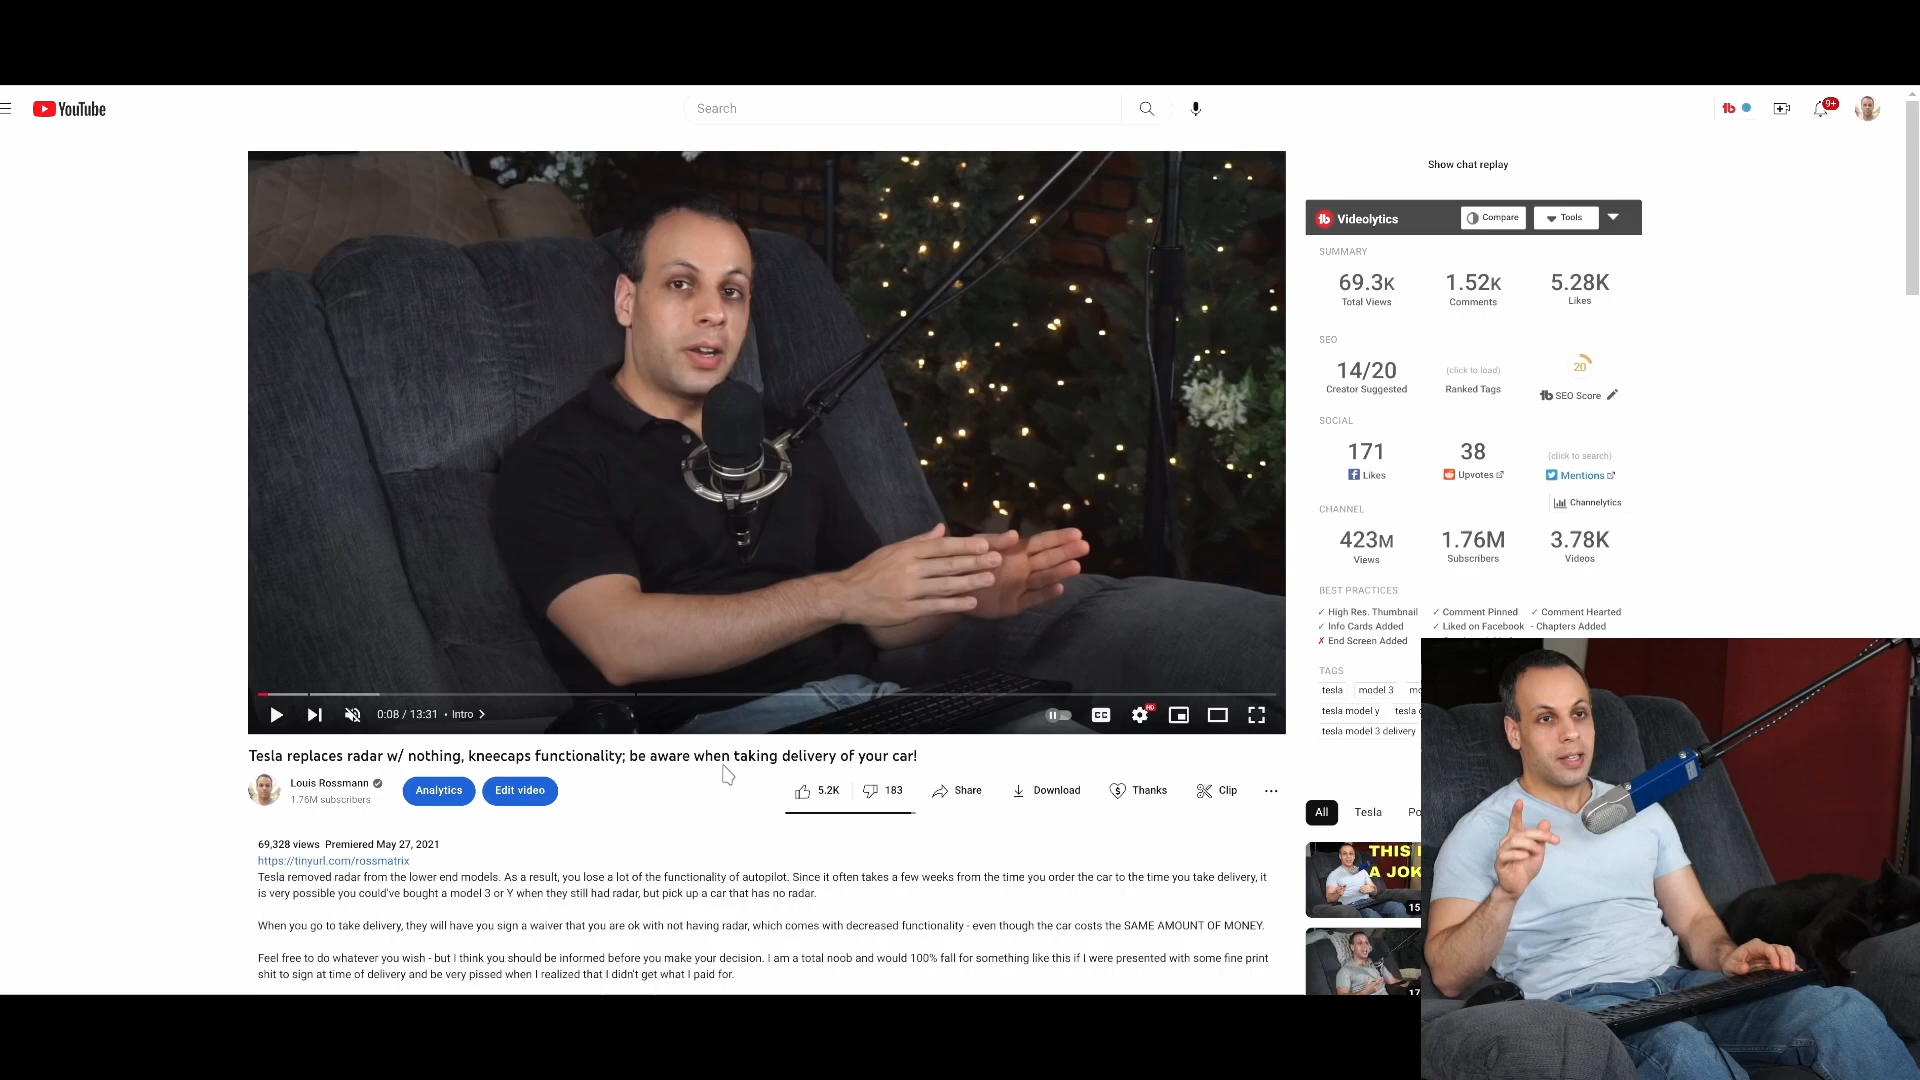 YouTube
Search
9+
Show chat replay
Videolytics
Compare
Tools
SUMMARY
69.3K
1.52K
5.28K
Total Views
Comments
Likes
SEO
14/20
(click to load)
20
Creator Suggested
Ranked Tags
SEO Score
SOCIAL
171
38
(click to search)
Likes
Upvotes
Mentions
Channelytics
CHANNEL
423M
1.76M
3.78K
Views
Subscribers
Videos
BEST PRACTICES
✓ High Res. Thumbnail ✓ Comment Pinned ✓ Comment Hearted
✓ Info Cards Added ✓ Liked on Facebook - Chapters Added
✗ End Screen Added
TAGS
tesla model 3 mo
tesla model y tesla
tesla model 3 delivery
0:08 / 13:31 • Intro
CC
HD
Tesla replaces radar w/ nothing, kneecaps functionality; be aware when taking delivery of your car!
Louis Rossmann
1.76M subscribers
Analytics
Edit video
5.2K
183
Share
Download
Thanks
Clip
69,328 views Premiered May 27, 2021
https://tinyurl.com/rossmatrix
Tesla removed radar from the lower end models. As a result, you lose a lot of the functionality of autopilot. Since it often takes a few weeks from the time you order the car to the time you take delivery, it
is very possible you could've bought a model 3 or Y when they still had radar, but pick up a car that has no radar.
When you go to take delivery, they will have you sign a waiver that you are ok with not having radar, which comes with decreased functionality - even though the car costs the SAME AMOUNT OF MONEY.
Feel free to do whatever you wish - but I think you should be informed before you make your decision. I am a total noob and would 100% fall for something like this if I were presented with some fine print
shit to sign at time of delivery and be very pissed when I realized that I didn't get what I paid for.
All
Tesla
Po
THIS
A JOK
15
17